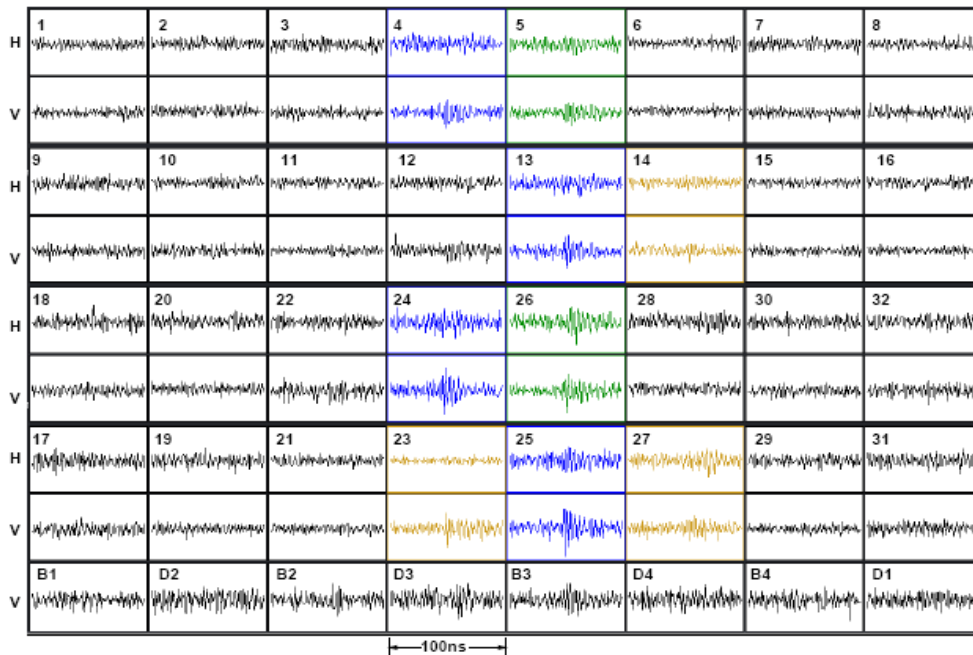 1 2 3 4 5 6 7 8
H
V
9 10 11 12 13 14 15 16
H
V
18 20 22 24 26 28 30 32
H
V
17 19 21 23 25 27 29 31
H
V
B1 D2 B2 D3 B3 D4 B4 D1
V
100ns